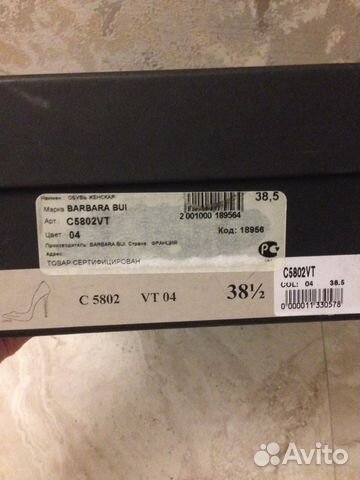 Наимен. ОБУВЬ ЖЕНСКАЯ
Марка BARBARA BUI 38,5
Арт. C5802VT 2 001000 189564
Цвет 04 Код: 18956
Производитель: BARBARA BUI Страна: ФРАНЦИЯ
Адрес:
Адрес:
ТОВАР СЕРТИФИЦИРОВАН
C 5802 VT 04 38½
C5802VT
COL: 04 38.5
0 000011 330578
Avito